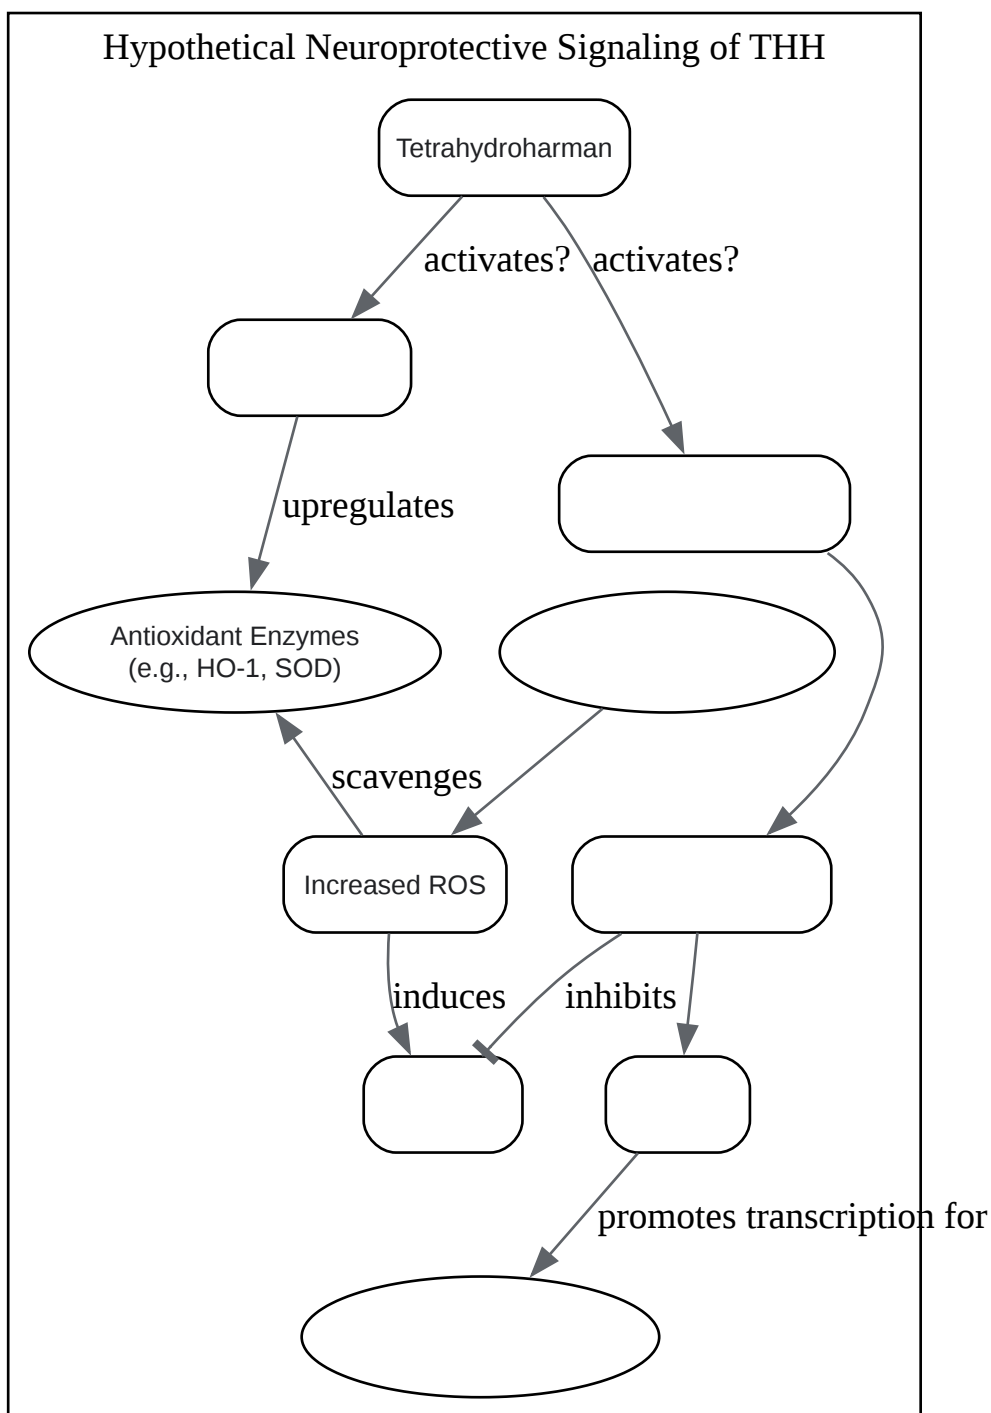 Hypothetical Neuroprotective Signaling of THH
Tetrahydroharman
activates?
activates?
upregulates
Antioxidant Enzymes
(e.g., HO-1, SOD)
scavenges
Increased ROS
induces
inhibits
promotes transcription for